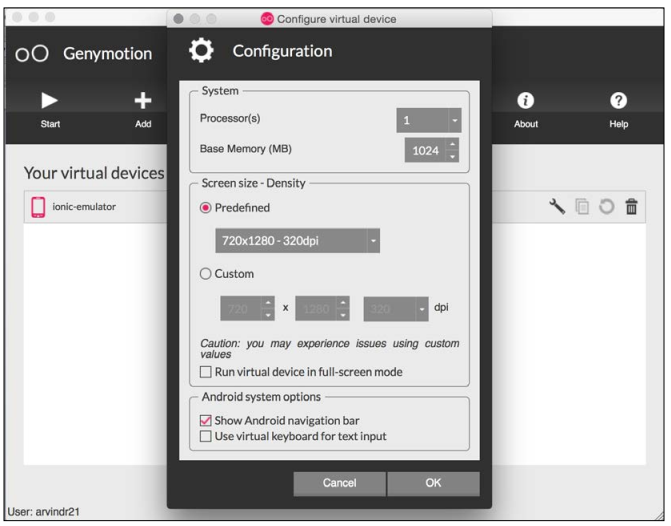 Configure virtual device
Genymotion
Configuration
Start
Add
About
Help
Your virtual devices
ionic-emulator
System
Processor(s)
1
Base Memory (MB)
1024
Screen size - Density
Predefined
720x1280 - 320dpi
Custom
720 x 1280 320 dpi
Caution: you may experience issues using custom
values
Run virtual device in full-screen mode
Android system options
Show Android navigation bar
Use virtual keyboard for text input
Cancel
OK
User: arvindr21